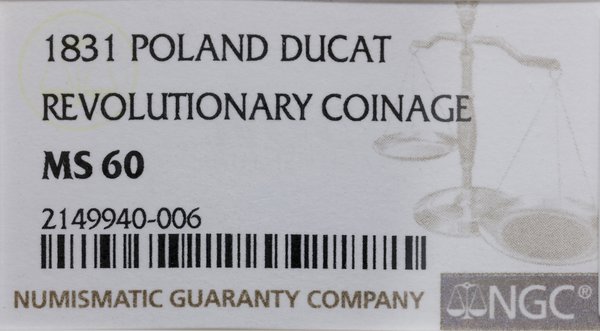 1831 POLAND DUCAT
REVOLUTIONARY COINAGE
MS 60
2149940-006
NUMISMATIC GUARANTY COMPANY
NGC®